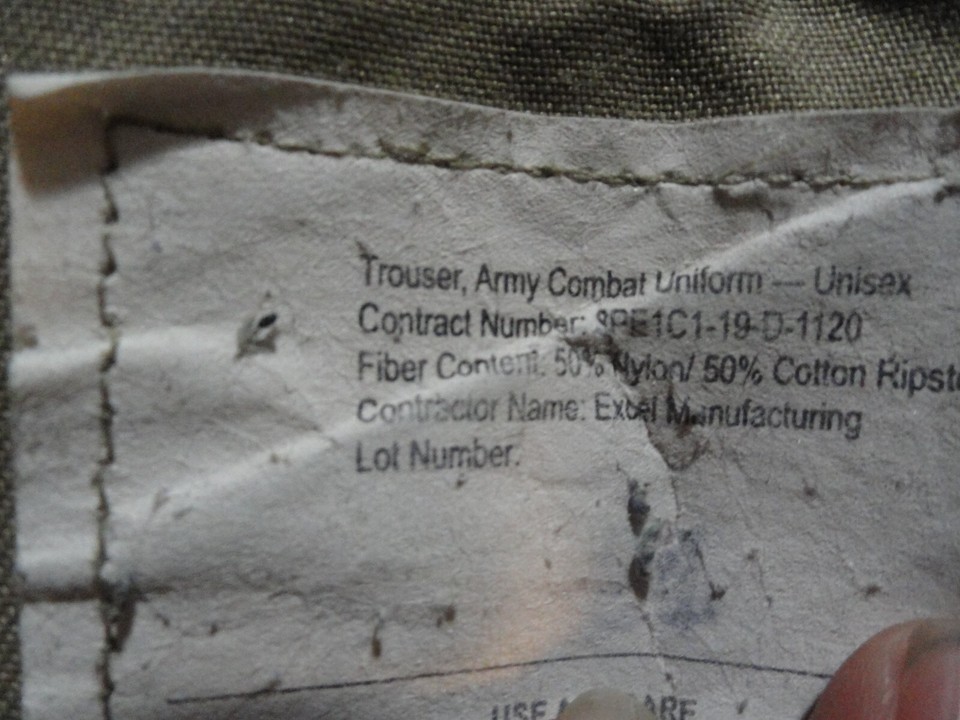 Trouser, Army Combat Uniform — Unisex
Contract Number: SPE1C1-19-D-1120
Fiber Content: 50% Nylon/ 50% Cotton Ripsto
Contractor Name: Excel Manufacturing
Lot Number:
USE